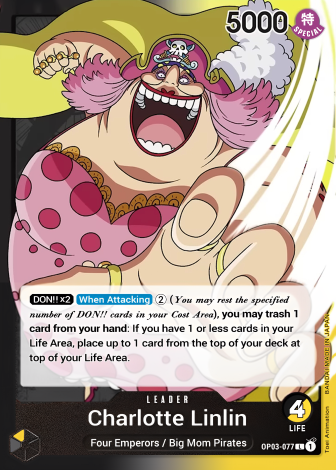 5000
特
SPECIAL
DON!!×2 When Attacking ② (You may rest the specified
number of DON!! cards in your Cost Area), you may trash 1
card from your hand: If you have 1 or less cards in your
Life Area, place up to 1 card from the top of your deck at
top of your Life Area.
LEADER
Charlotte Linlin
Four Emperors / Big Mom Pirates
4
LIFE
OP03-077 L 1
BANDAI MADE IN JAPAN
Toei Animation